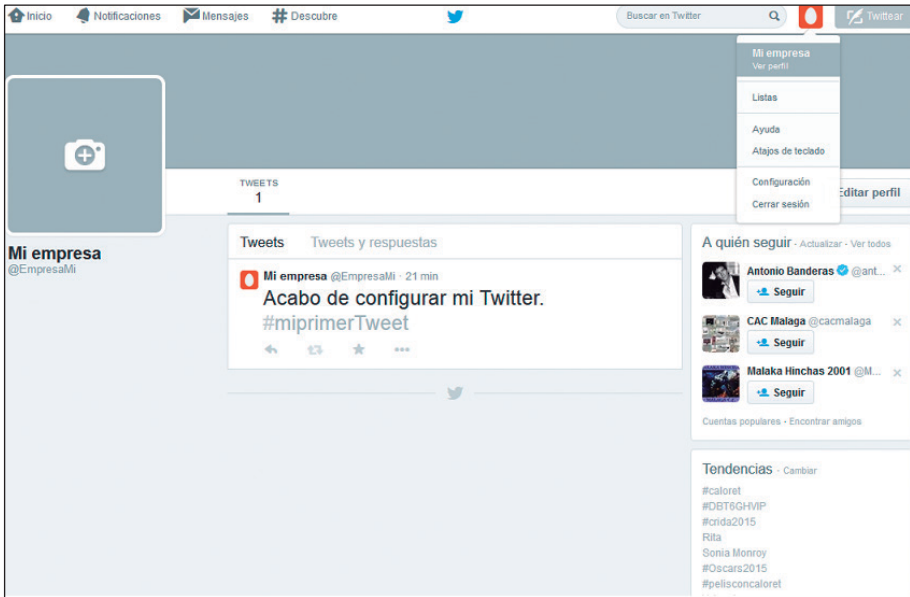 Inicio Notificaciones Mensajes Descubre Buscar en Twitter Twittear
Mi empresa
Ver perfil
Listas
Ayuda
Atajos de teclado
Configuración
Cerrar sesión
TWEETS
1
Editar perfil
Mi empresa
@EmpresaMi
Tweets Tweets y respuestas
Mi empresa @EmpresaMi · 21 min
Acabo de configurar mi Twitter.
#miprimerTweet
A quién seguir · Actualizar · Ver todos
Antonio Banderas @ant...
Seguir
CAC Malaga @cacmalaga
Seguir
Malaka Hinchas 2001 @M...
Seguir
Cuentas populares · Encontrar amigos
Tendencias · Cambiar
#caloret
#DBT6GHVIP
#crida2015
Rita
Sonia Monroy
#Oscars2015
#pelisconcaloret